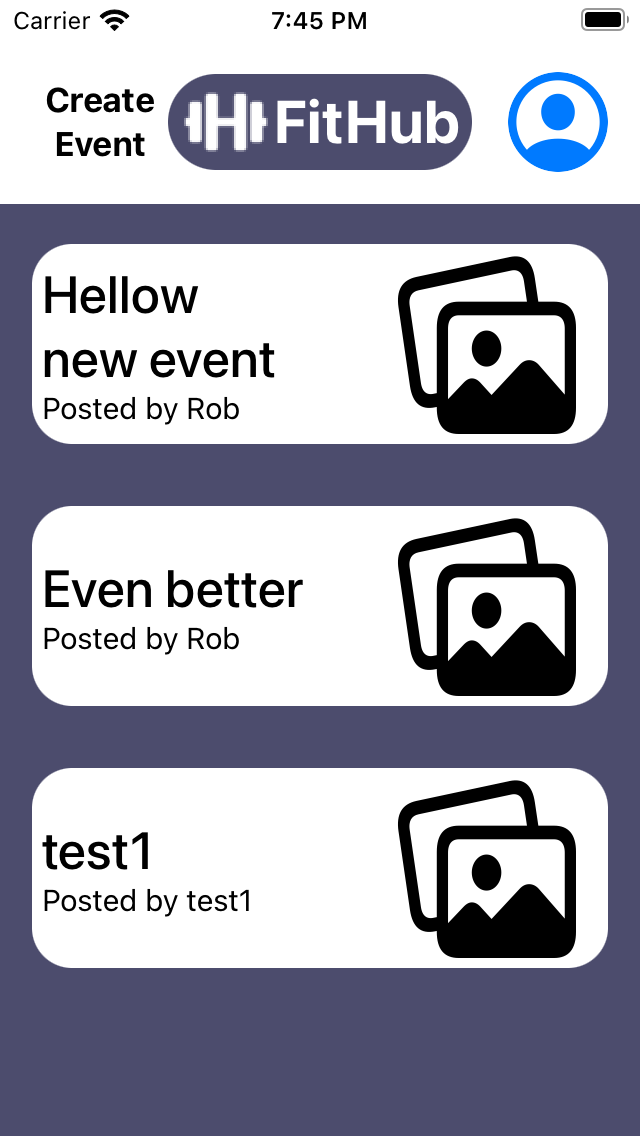 Carrier 7:45 PM
Create
Event
FitHub
Hellow
new event
Posted by Rob
Even better
Posted by Rob
test1
Posted by test1